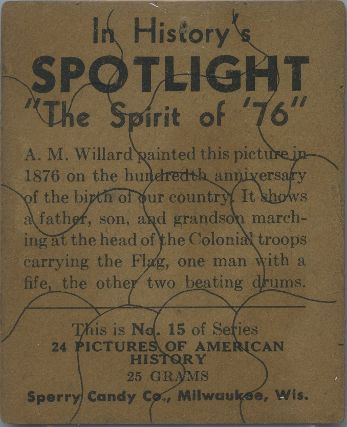 In History's
SPOTLIGHT
"The Spirit of '76"
A. M. Willard painted this picture in
1876 on the hundredth anniversary
of the birth of our country. It shows
a father, son, and grandson march-
ing at the head of the Colonial troops
carrying the Flag, one man with a
fife, the other two beating drums.
This is No. 15 of Series
24 PICTURES OF AMERICAN
HISTORY
25 GRAMS
Sperry Candy Co., Milwaukee, Wis.